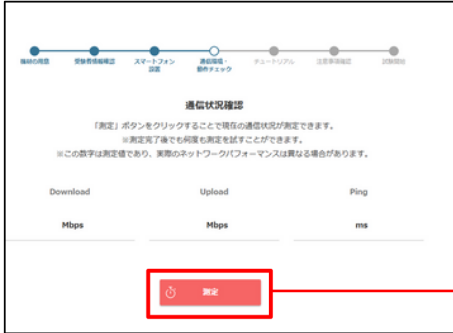 機材の用意
受験者情報確認
スマートフォン
設置
通信環境・
動作チェック
チュートリアル
注意事項確認
試験開始
通信状況確認
「測定」ボタンをクリックすることで現在の通信状況が測定できます。
※測定完了後でも何度も測定を試すことができます。
※この数字は測定値であり、実際のネットワークパフォーマンスは異なる場合があります。
Download
Upload
Ping
Mbps
Mbps
ms
測定